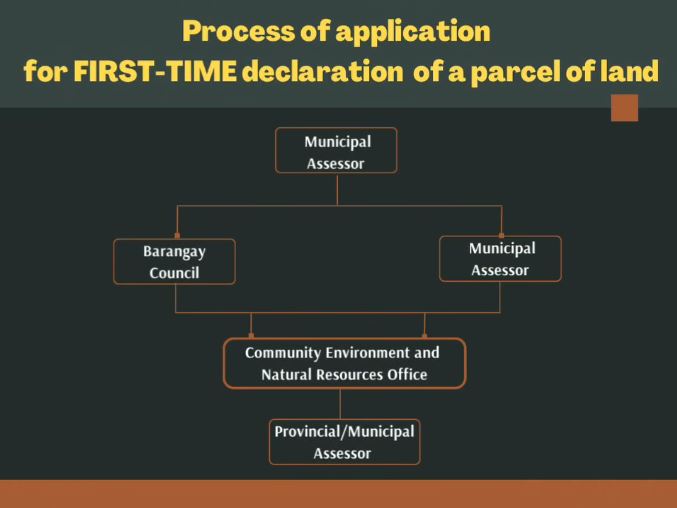 Process of application
for FIRST-TIME declaration of a parcel of land
Municipal
Assessor
Barangay
Council
Municipal
Assessor
Community Environment and
Natural Resources Office
Provincial/Municipal
Assessor